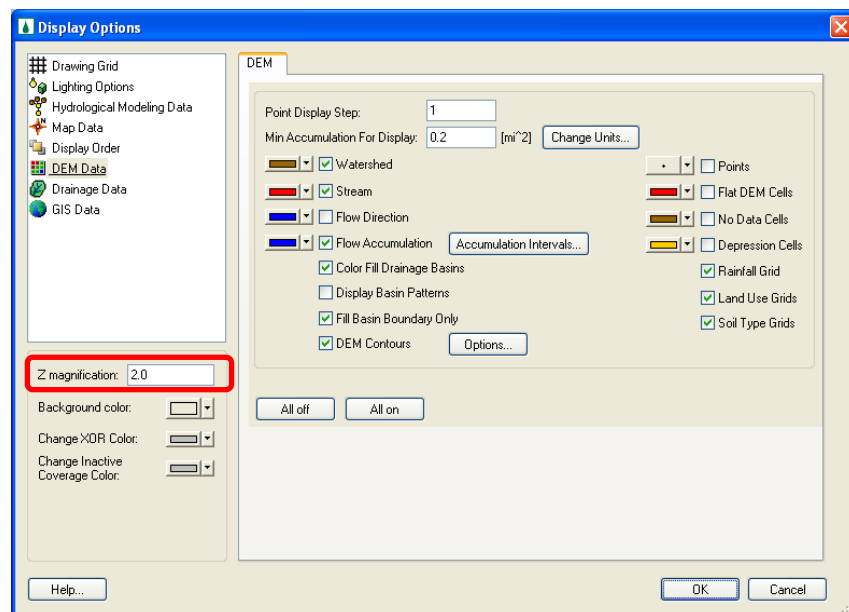 Display Options
Drawing Grid
Lighting Options
Hydrological Modeling Data
Map Data
Display Order
DEM Data
Drainage Data
GIS Data
Z magnification: 2.0
Background color:
Change XOR Color:
Change Inactive
Coverage Color:
DEM
Point Display Step: 1
Min Accumulation For Display: 0.2 [mi^2] Change Units...
Watershed
Stream
Flow Direction
Flow Accumulation Accumulation Intervals...
Color Fill Drainage Basins
Display Basin Patterns
Fill Basin Boundary Only
DEM Contours Options...
Points
Flat DEM Cells
No Data Cells
Depression Cells
Rainfall Grid
Land Use Grids
Soil Type Grids
All off All on
Help... OK Cancel